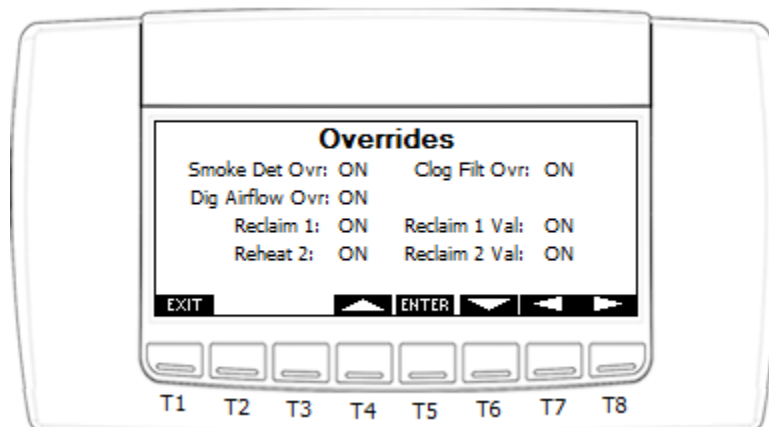 Overrides
Smoke Det Ovr: ON Clog Filt Ovr: ON
Dig Airflow Ovr: ON
Reclaim 1: ON Reclaim 1 Val: ON
Reheat 2: ON Reclaim 2 Val: ON
EXIT ENTER
T1 T2 T3 T4 T5 T6 T7 T8